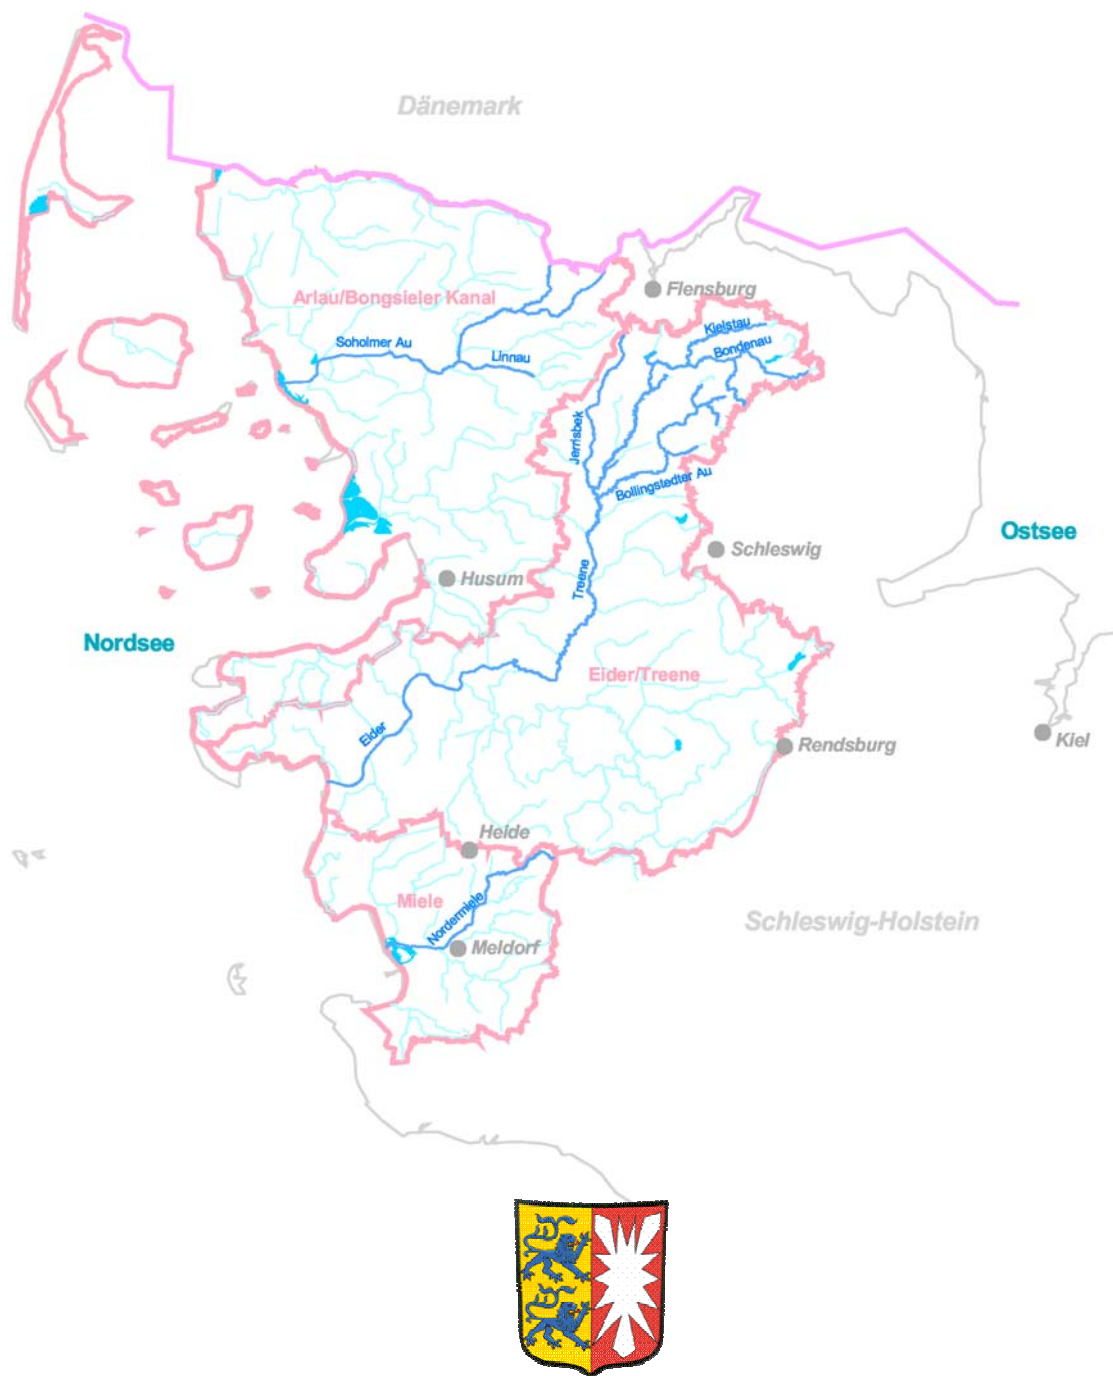 Dänemark
Flensburg
Arlau/Bongsieler Kanal
Kielstau
Soholmer Au
Linnau
Bondenau
Jerrisbek
Bollingstedter Au
Ostsee
Schleswig
Husum
Treene
Nordsee
Eider/Treene
Eider
Rendsburg
Kiel
Heide
Miele
Nordermiele
Schleswig-Holstein
Meldorf